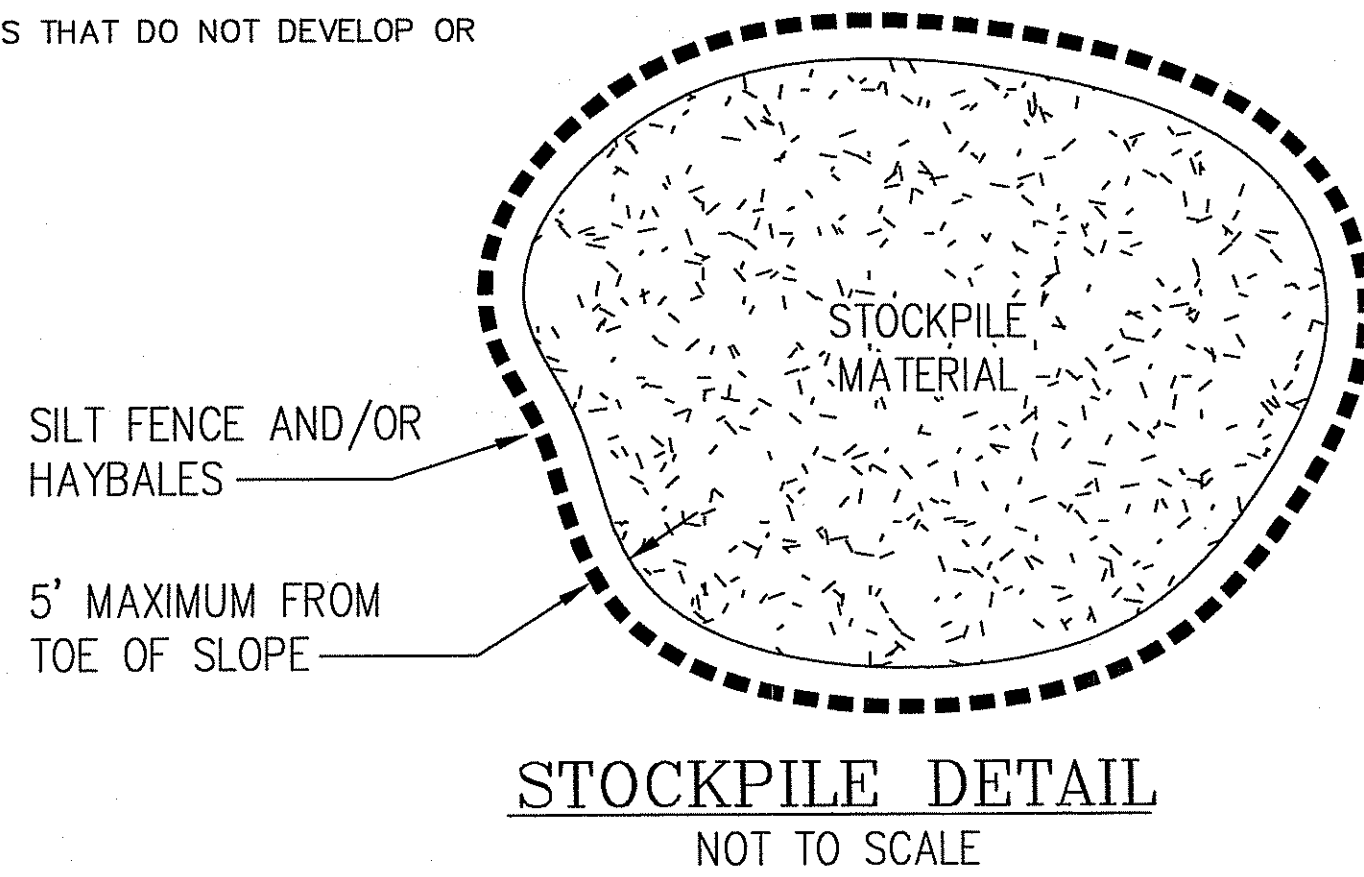 S THAT DO NOT DEVELOP OR
STOCKPILE
MATERIAL
SILT FENCE AND/OR
HAYBALES
5' MAXIMUM FROM
TOE OF SLOPE
STOCKPILE DETAIL
NOT TO SCALE